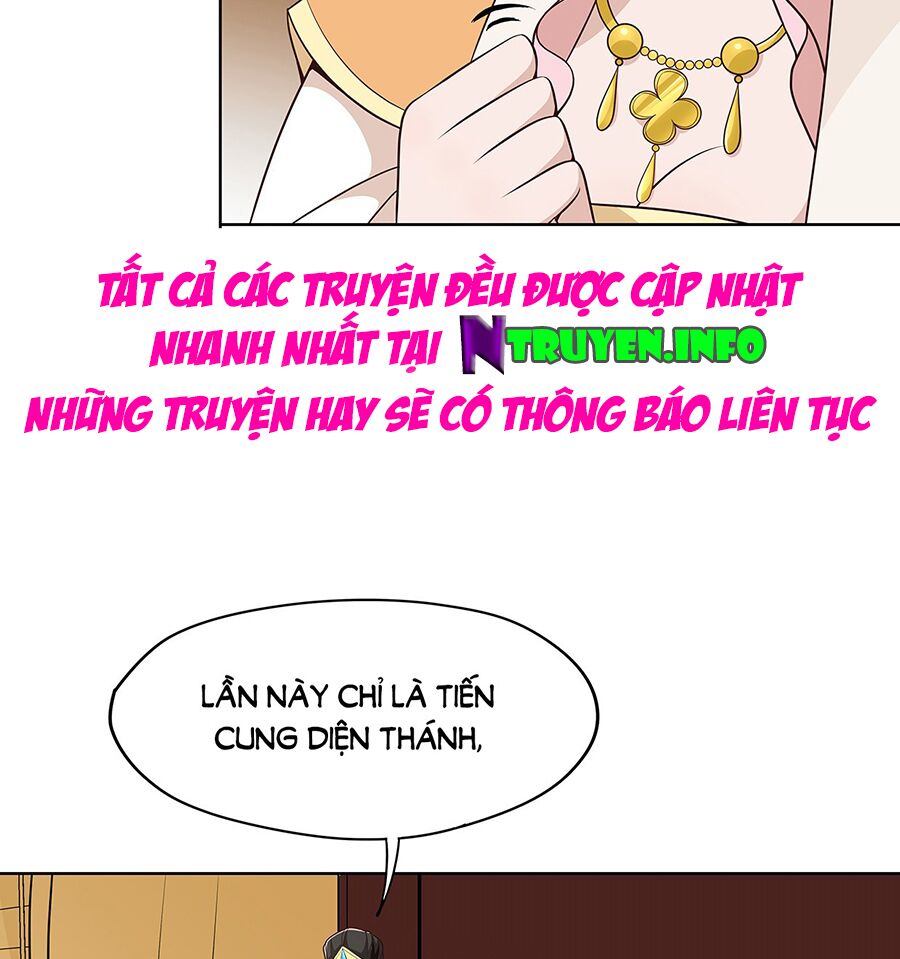 TẤT CẢ CÁC TRUYỆN ĐỀU ĐƯỢC CẬP NHẬT
NHANH NHẤT TẠI NTRUYEN.INFO
NHỮNG TRUYỆN HAY SẼ CÓ THÔNG BÁO LIÊN TỤC
LẦN NÀY CHỈ LÀ TIẾN
CUNG DIỆN THÁNH,